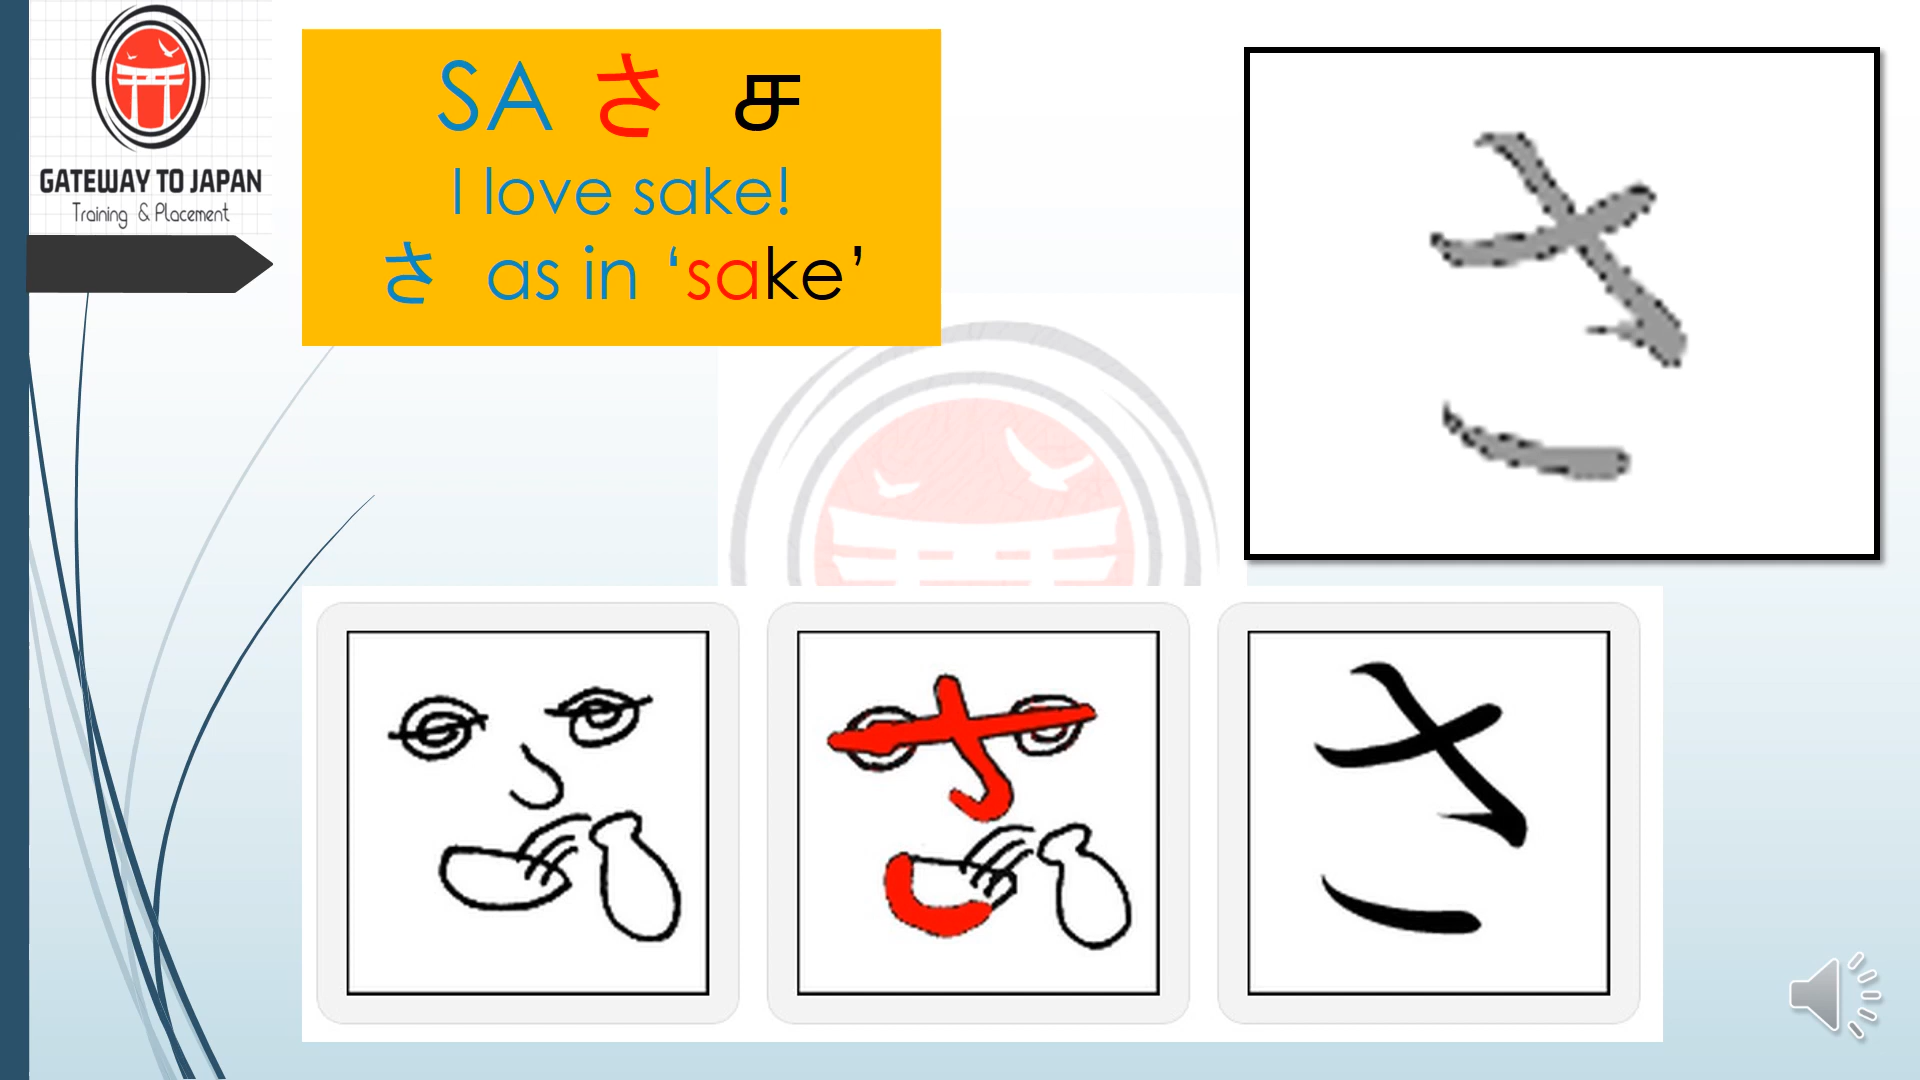 GATEWAY TO JAPAN
Training & Placement
SA さ ச
I love sake!
さ as in ‘sake’
さ
さ